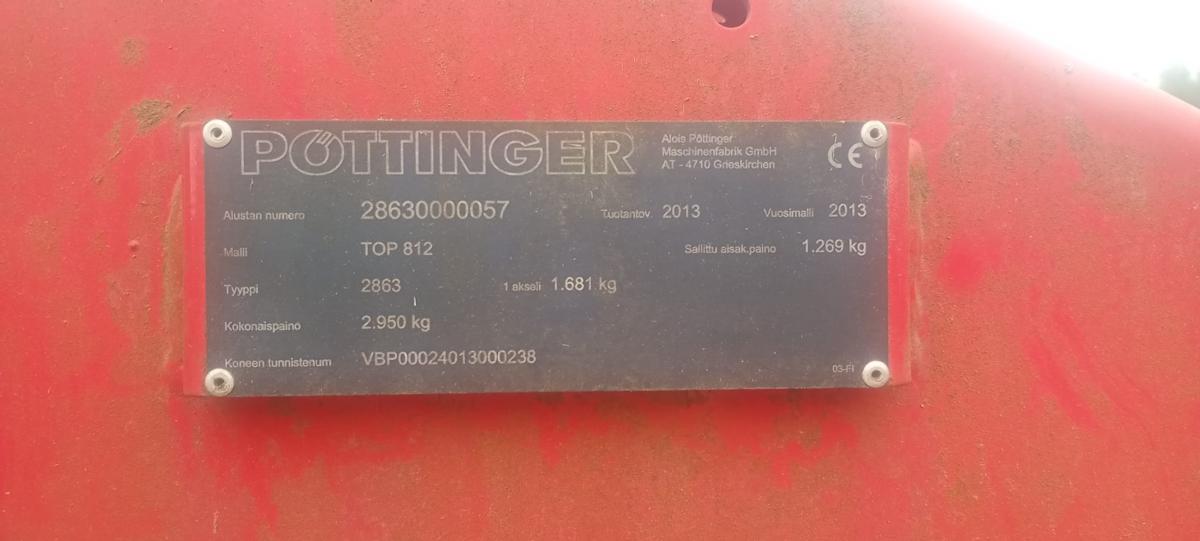 PÖTTINGER
Alois Pöttinger
Maschinenfabrik GmbH
AT - 4710 Grieskirchen
CE
Alustan numero 28630000057 Tuotantov. 2013 Vuosimalli 2013
Malli TOP 812 Sallittu aisak.paino 1.269 kg
Tyyppi 2863 1 akseli 1.681 kg
Kokonaispaino 2.950 kg
Koneen tunnistenum VBP00024013000238
03-FI